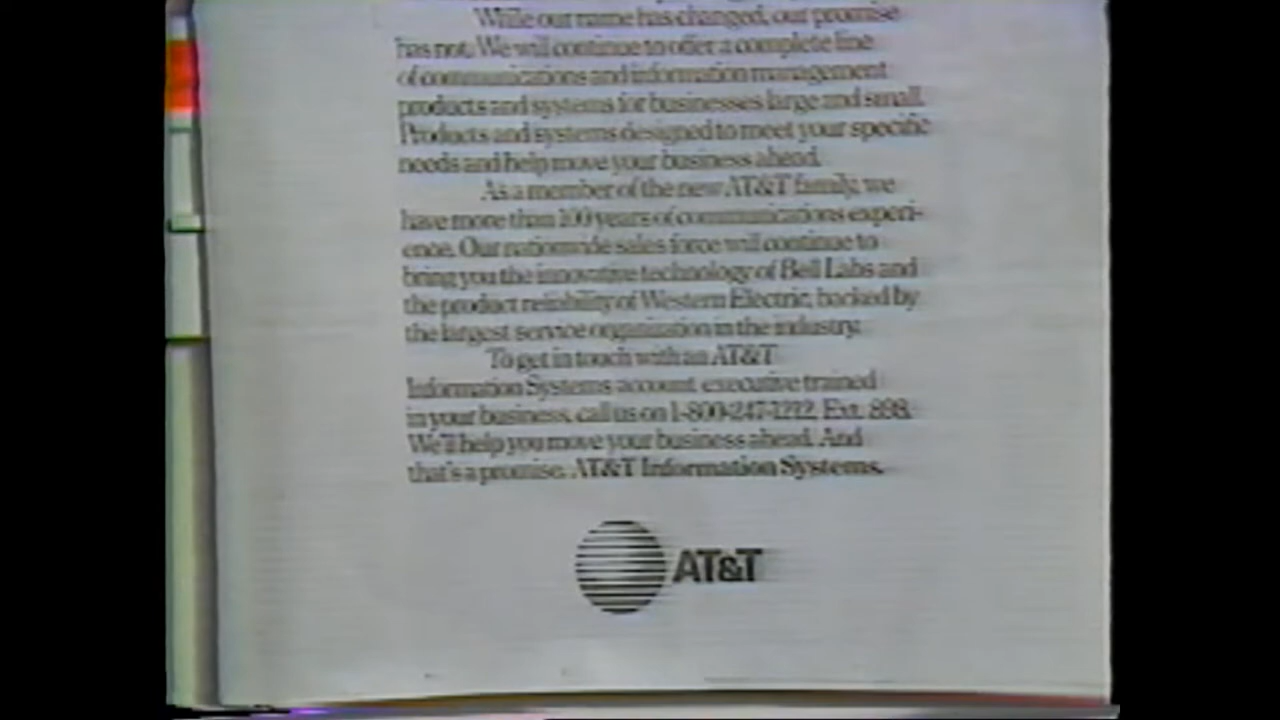 While our name has changed, our promise
has not. We will continue to offer a complete line
of communications and information management
products and systems for businesses large and small.
Products and systems designed to meet your specific
needs and help move your business ahead.
As a member of the new AT&T family, we
have more than 100 years of communications experi-
ence. Our nationwide sales force will continue to
bring you the innovative technology of Bell Labs and
the product reliability of Western Electric, backed by
the largest service organization in the industry.
To get in touch with an AT&T
Information Systems account executive trained
in your business, call us on 1-800-247-1212, Ext. 898.
We'll help you move your business ahead. And
that's a promise. AT&T Information Systems.
AT&T